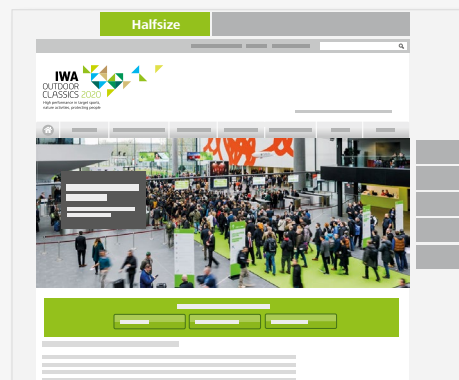 Halfsize
IWA
OUTDOOR
CLASSICS 2020
High performance in target sports,
nature activities, protecting people